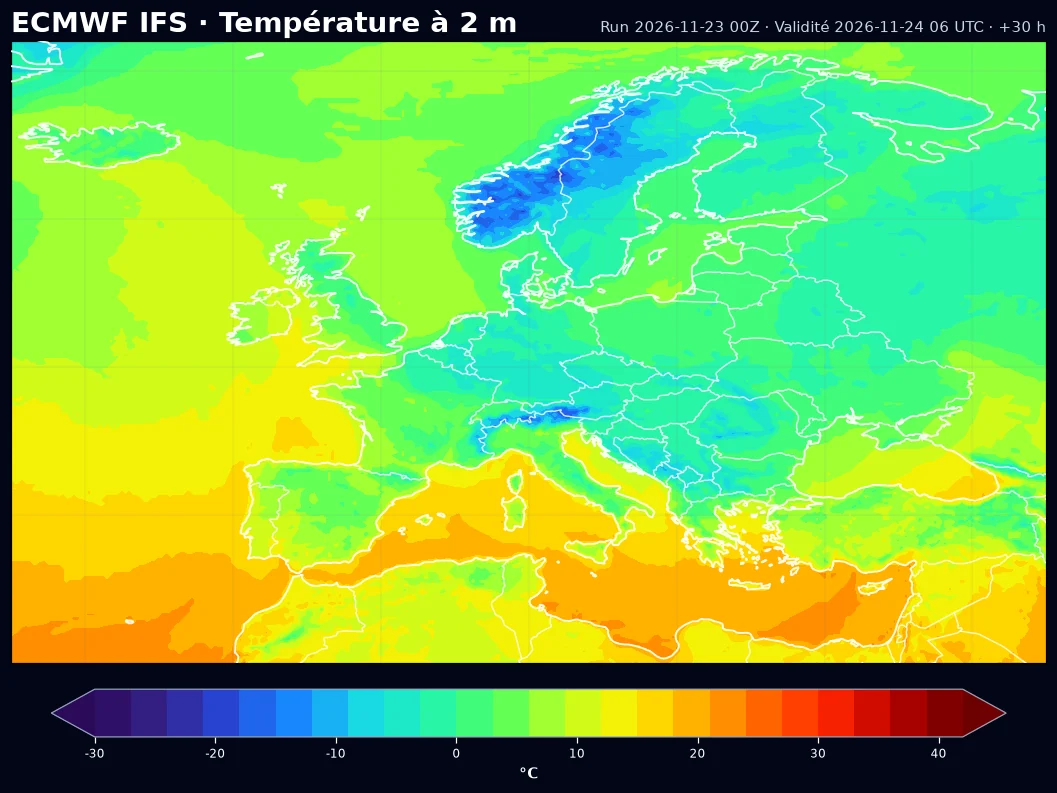 ECMWF IFS · Température à 2 m
Run 2026-11-23 00Z · Validité 2026-11-24 06 UTC · +30 h
-30 -20 -10 0 10 20 30 40
°C